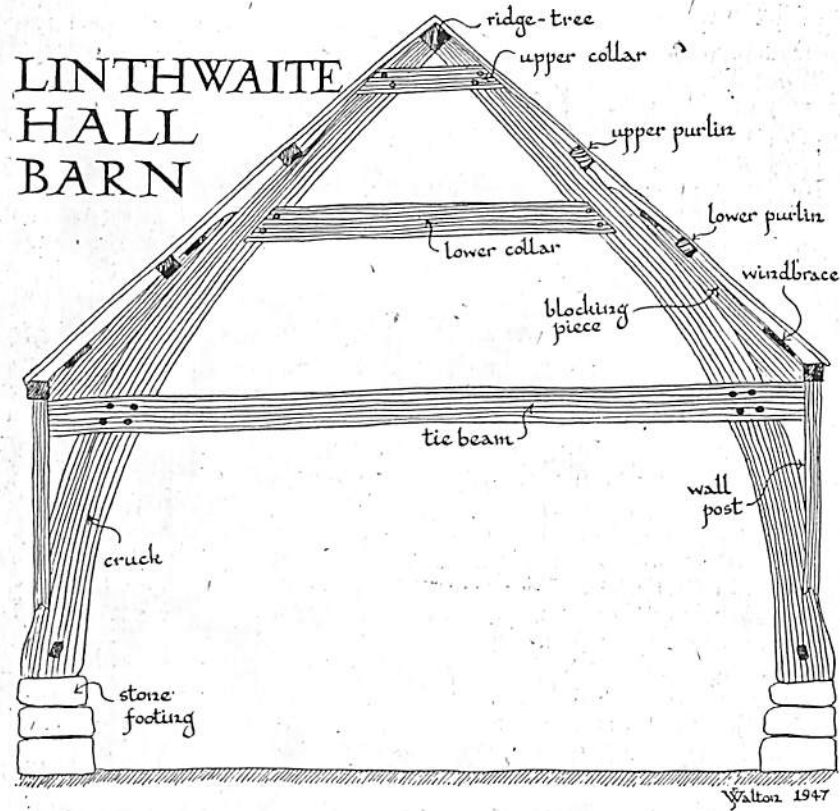 LINTHWAITE
HALL
BARN
ridge-tree
upper collar
upper purlin
lower purlin
lower collar
windbrace
blocking
piece
tie beam
wall
post
cruck
stone
footing
Walton 1947